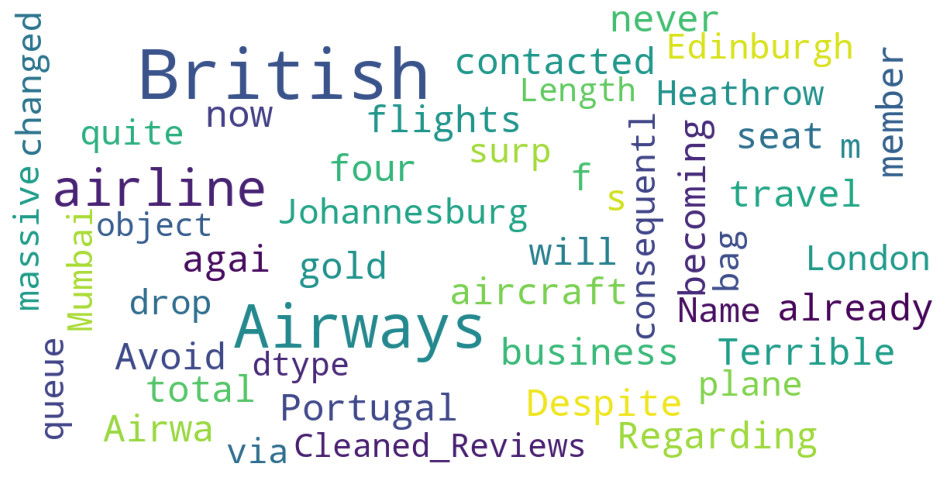 never
Edinburgh
British
contacted
Length
Heathrow
member
changed
now
flights
quite
surp
seat
m
four
f
s
consequentl
becoming
travel
airline
massive
Mumbai
object
Johannesburg
agai
gold
will
bag
London
aircraft
drop
Name
already
Airways
Avoid
dtype
business
Terrible
queue
total
plane
Portugal
Despite
Airwa
via
Cleaned_Reviews
Regarding